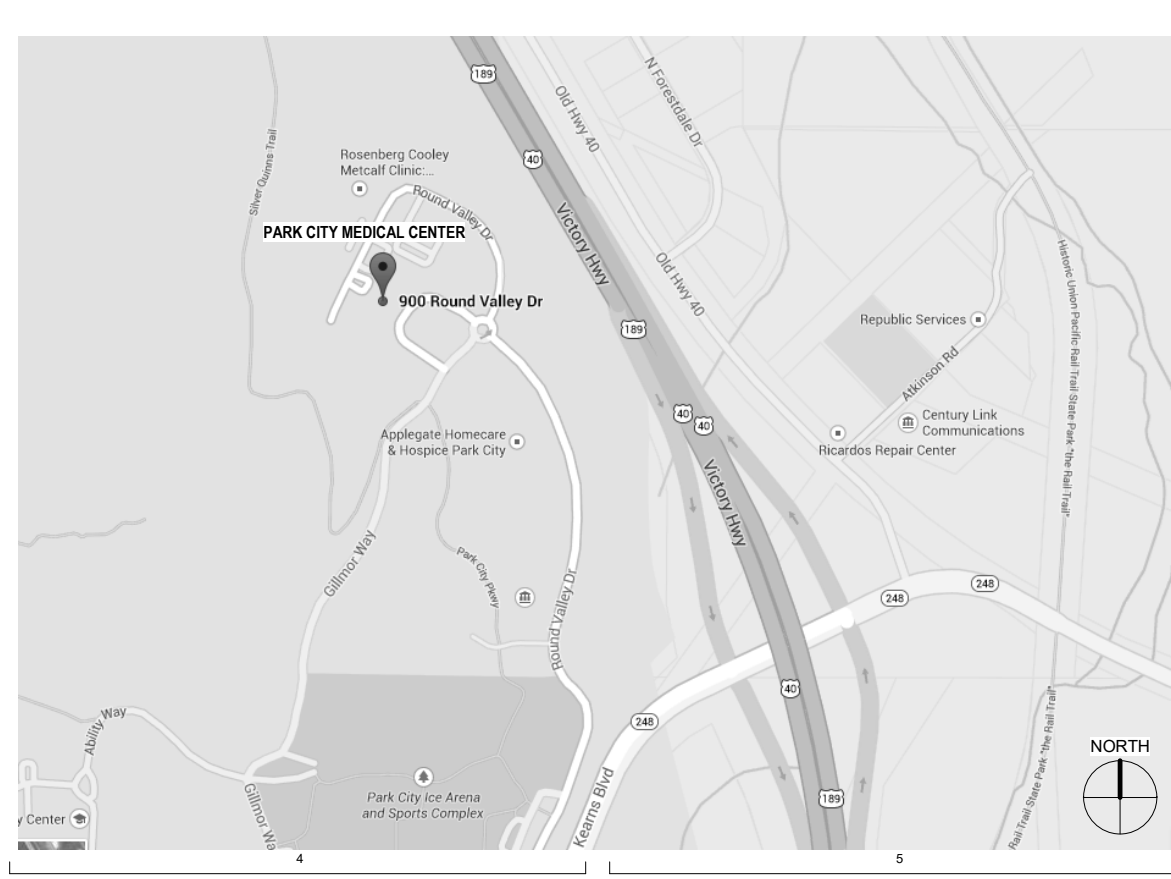 189
Old Hwy 40
N Forestdale Dr
40
Silver Quinns Trail
Rosenberg Cooley
Metcalf Clinic:...
Round Valley Dr
Victory Hwy
PARK CITY MEDICAL CENTER
900 Round Valley Dr
Old Hwy 40
Historic Union Pacific Rail Trail State Park "the Rail Trail"
189
Republic Services
Atkinson Rd
40
40
Century Link
Communications
Applegate Homecare
& Hospice Park City
Ricardos Repair Center
Victory Hwy
Gillmor Way
Park City Pkwy
Round Valley Dr
248
248
40
248
Ability Way
NORTH
Rail Trail State Park "the Rail Trail"
Park City Ice Arena
and Sports Complex
Kearns Blvd
189
Gillmor Wa
y Center
4
5